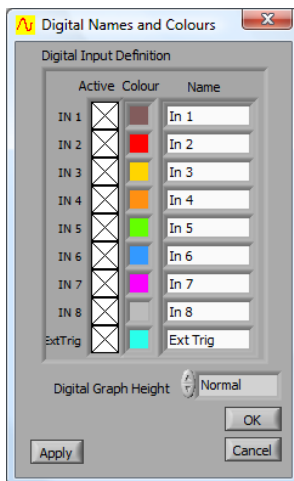 Digital Names and Colours
Digital Input Definition
Active Colour Name
IN 1 In 1
IN 2 In 2
IN 3 In 3
IN 4 In 4
IN 5 In 5
IN 6 In 6
IN 7 In 7
IN 8 In 8
ExtTrig Ext Trig
Digital Graph Height Normal
OK
Apply Cancel